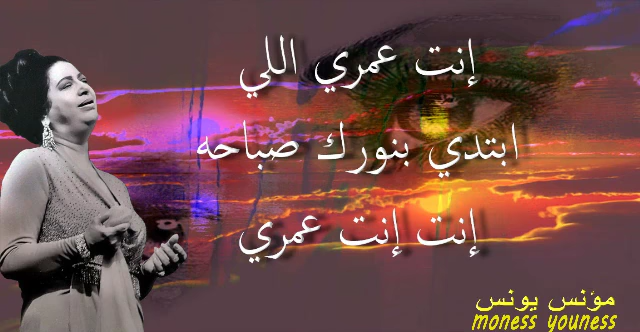 إنت عمري اللي
ابتدي بنورك صباحه
إنت إنت عمري
مؤنس يونس
moness youness